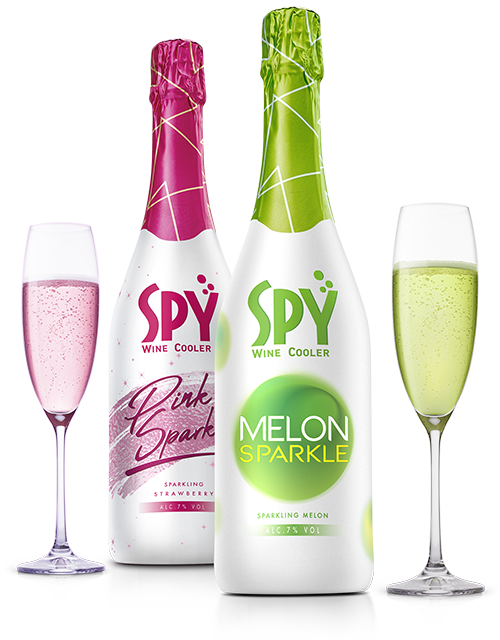 SPY
WINE COOLER
Pink
Spark
SPARKLING
STRAWBERRY
ALC.7% VOL
SPY
WINE COOLER
MELON
SPARKLE
SPARKLING MELON
ALC.7% VOL